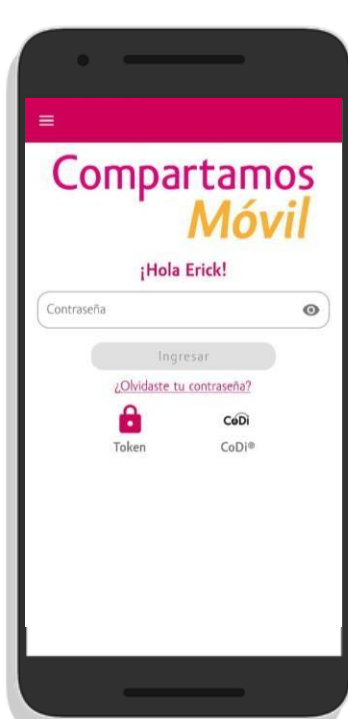 Compartamos
Móvil
¡Hola Erick!
Contraseña
Ingresar
¿Olvidaste tu contraseña?
CoDi
Token CoDi®